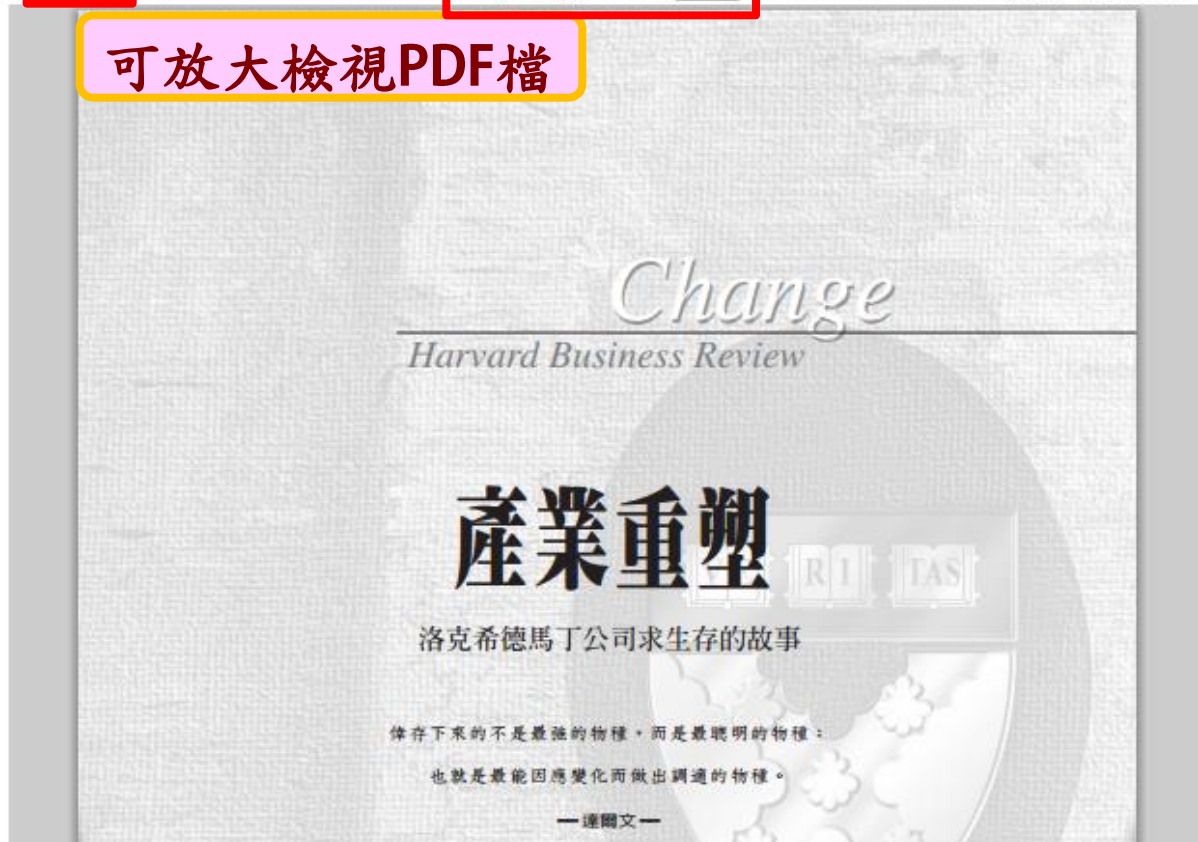 可放大檢視PDF檔
Change
Harvard Business Review
產業重塑
RI TAS
洛克希德馬丁公司求生存的故事
倖存下來的不是最強的物種，而是最聰明的物種；
也就是最能因應變化而做出調適的物種。
—達爾文—